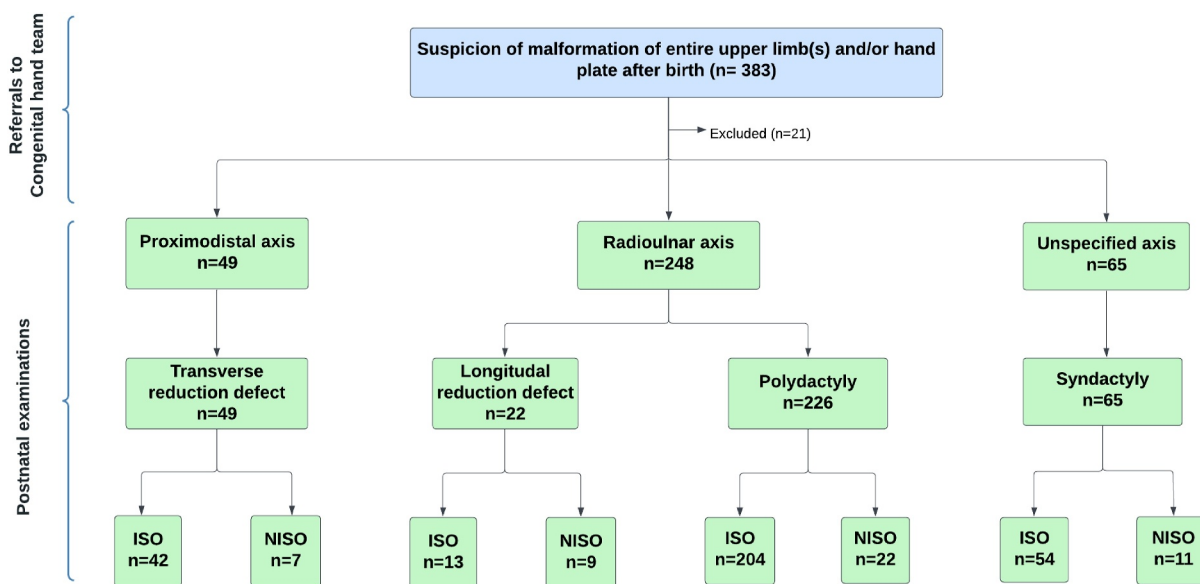 Referrals to
Congenital hand team
Suspicion of malformation of entire upper limb(s) and/or hand
plate after birth (n= 383)
Excluded (n=21)
Postnatal examinations
Proximodistal axis
n=49
Radioulnar axis
n=248
Unspecified axis
n=65
Transverse
reduction defect
n=49
Longitudal
reduction defect
n=22
Polydactyly
n=226
Syndactyly
n=65
ISO
n=42
NISO
n=7
ISO
n=13
NISO
n=9
ISO
n=204
NISO
n=22
ISO
n=54
NISO
n=11